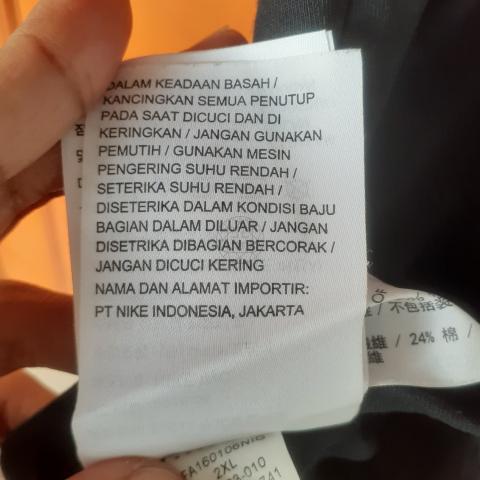 DALAM KEADAAN BASAH /
KANCINGKAN SEMUA PENUTUP
PADA SAAT DICUCI DAN DI
KERINGKAN / JANGAN GUNAKAN
PEMUTIH / GUNAKAN MESIN
PENGERING SUHU RENDAH /
SETERIKA SUHU RENDAH /
DISETERIKA DALAM KONDISI BAJU
BAGIAN DALAM DILUAR / JANGAN
DISETRIKA DIBAGIAN BERCORAK /
JANGAN DICUCI KERING
NAMA DAN ALAMAT IMPORTIR:
PT NIKE INDONESIA, JAKARTA
/ 不包括装
維 / 24% 棉 /
維
2XL